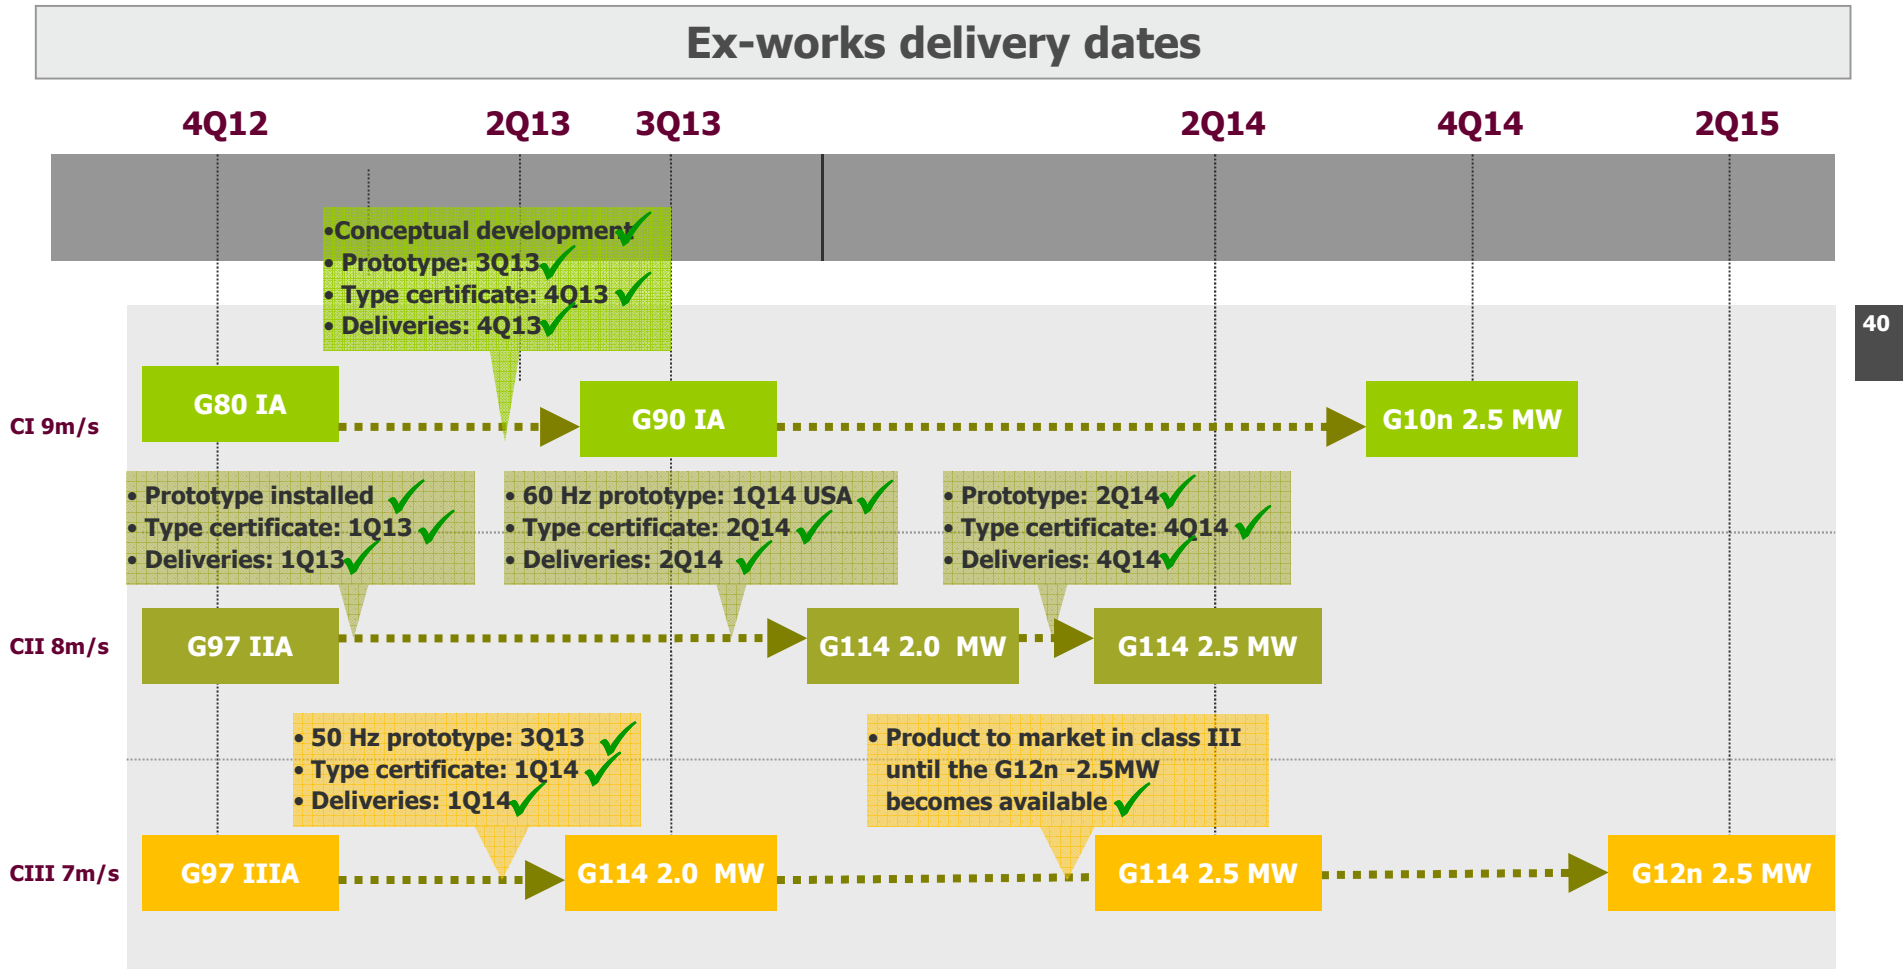 Ex-works delivery dates
4Q12 2Q13 3Q13 2Q14 4Q14 2Q15
•Conceptual development
• Prototype: 3Q13
• Type certificate: 4Q13
• Deliveries: 4Q13
40
CI 9m/s
G80 IA
G90 IA
G10n 2.5 MW
• Prototype installed
• Type certificate: 1Q13
• Deliveries: 1Q13
• 60 Hz prototype: 1Q14 USA
• Type certificate: 2Q14
• Deliveries: 2Q14
• Prototype: 2Q14
• Type certificate: 4Q14
• Deliveries: 4Q14
CII 8m/s
G97 IIA
G114 2.0 MW
G114 2.5 MW
• 50 Hz prototype: 3Q13
• Type certificate: 1Q14
• Deliveries: 1Q14
• Product to market in class III
until the G12n -2.5MW
becomes available
CIII 7m/s
G97 IIIA
G114 2.0 MW
G114 2.5 MW
G12n 2.5 MW